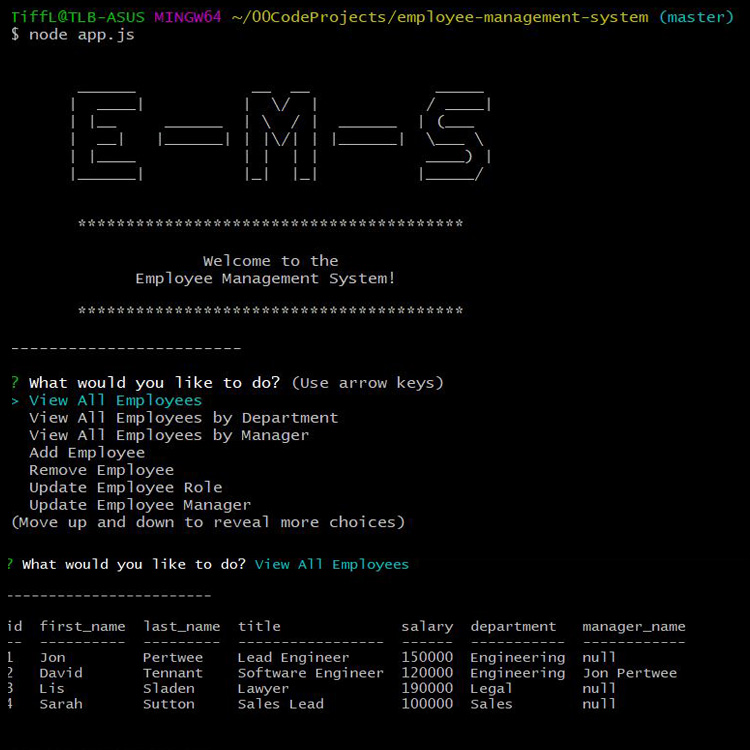 TiffL@TLB-ASUS MINGW64 ~/00CodeProjects/employee-management-system (master)
$ node app.js
E-M-S
****************************************
Welcome to the
Employee Management System!
****************************************
------------------------
? What would you like to do? (Use arrow keys)
> View All Employees
View All Employees by Department
View All Employees by Manager
Add Employee
Remove Employee
Update Employee Role
Update Employee Manager
(Move up and down to reveal more choices)
? What would you like to do? View All Employees
------------------------
id first_name last_name title salary department manager_name
-- ---------- --------- ----------------- ------ ----------- ------------
1 Jon Pertwee Lead Engineer 150000 Engineering null
2 David Tennant Software Engineer 120000 Engineering Jon Pertwee
3 Lis Sladen Lawyer 190000 Legal null
4 Sarah Sutton Sales Lead 100000 Sales null